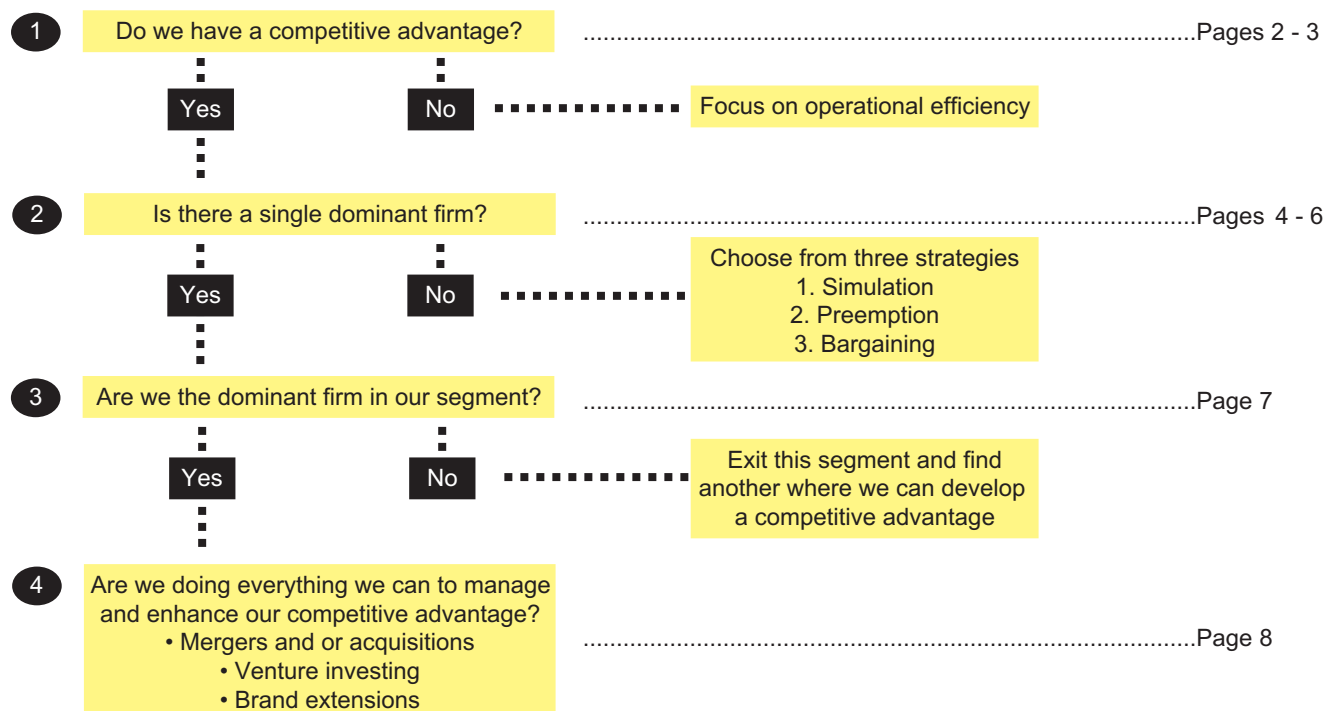 1 Do we have a competitive advantage? ............................................................................Pages 2 - 3
Yes No Focus on operational efficiency
2 Is there a single dominant firm? ............................................................................Pages 4 - 6
Yes No Choose from three strategies
1. Simulation
2. Preemption
3. Bargaining
3 Are we the dominant firm in our segment? ............................................................................Page 7
Yes No Exit this segment and find
another where we can develop
a competitive advantage
4 Are we doing everything we can to manage
and enhance our competitive advantage?
• Mergers and or acquisitions ............................................................................Page 8
• Venture investing
• Brand extensions